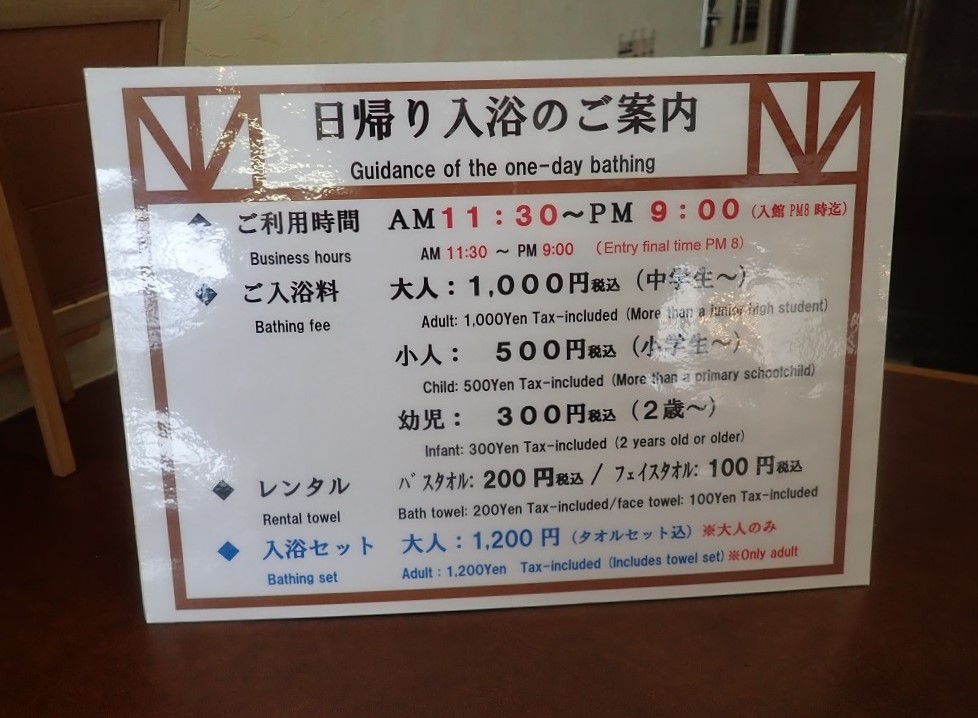 日帰り入浴のご案内
Guidance of the one-day bathing
◆ ご利用時間 AM11：30～PM 9：00（入館 PM8 時迄）
Business hours AM 11:30 ～ PM 9:00 （Entry final time PM 8）
◆ ご入浴料 大人：1,000円税込（中学生～）
Bathing fee Adult: 1,000Yen Tax-included (More than a junior high student)
小人： 500円税込（小学生～）
Child: 500Yen Tax-included (More than a primary schoolchild)
幼児： 300円税込（2歳～）
Infant: 300Yen Tax-included (2 years old or older)
◆ レンタル バスタオル: 200円税込 / フェイスタオル: 100円税込
Rental towel Bath towel: 200Yen Tax-included/face towel: 100Yen Tax-included
◆ 入浴セット 大人：1,200円（タオルセット込）※大人のみ
Bathing set Adult：1,200Yen Tax-included (Includes towel set) ※Only adult